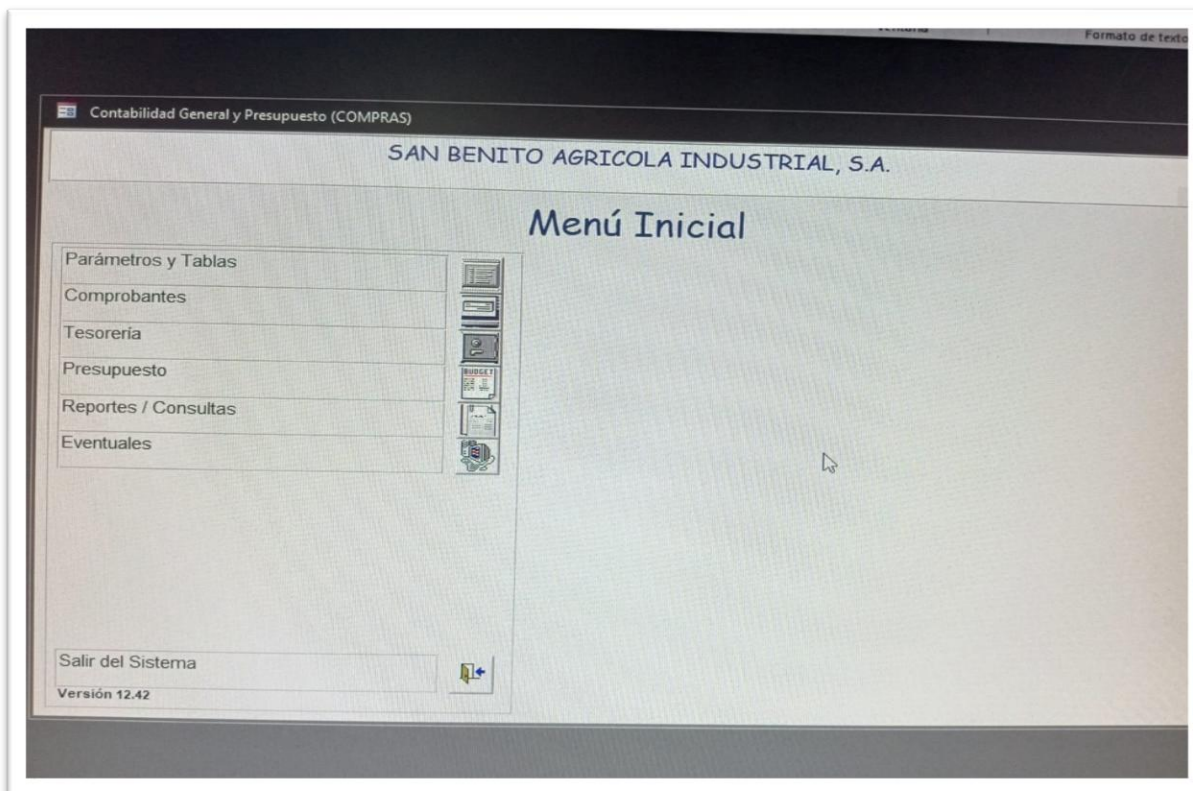 Formato de texto
Contabilidad General y Presupuesto (COMPRAS)
SAN BENITO AGRICOLA INDUSTRIAL, S.A.
Menú Inicial
Parámetros y Tablas
Comprobantes
Tesorería
Presupuesto
BUDGET
Reportes / Consultas
Eventuales
Salir del Sistema
Versión 12.42